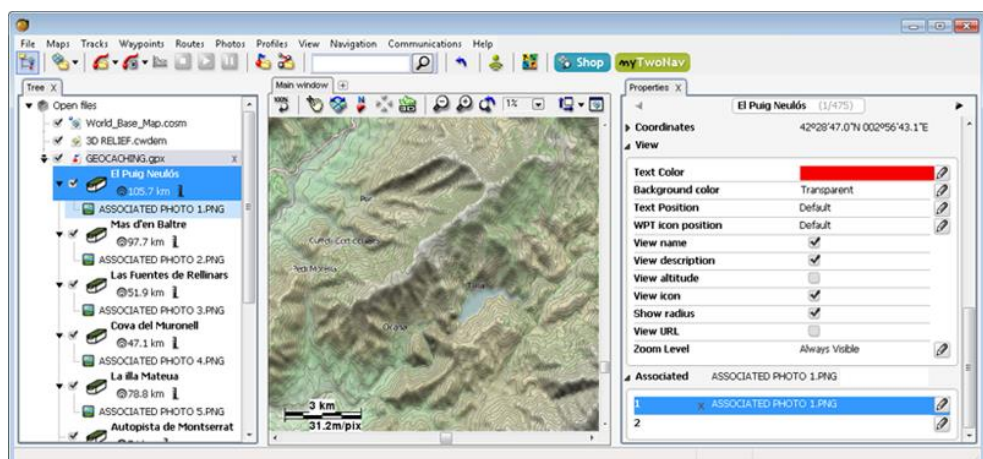 File Maps Tracks Waypoints Routes Photos Profiles View Navigation Communications Help
Shop myTwoNav
Tree X
Open files
World_Base_Map.cosm
3D RELIEF.cwdem
GEOCACHING.gpx x
El Puig Neulós
105.7 km
ASSOCIATED PHOTO 1.PNG
Mas d'en Baltre
97.7 km
ASSOCIATED PHOTO 2.PNG
Las Fuentes de Rellinars
51.9 km
ASSOCIATED PHOTO 3.PNG
Cova del Muronell
47.1 km
ASSOCIATED PHOTO 4.PNG
La illa Mateua
78.8 km
ASSOCIATED PHOTO 5.PNG
Autopista de Montserrat
Main window
100%
1%
3 km
31.2m/pix
Properties X
El Puig Neulós (1/475)
Coordinates 42º28'47.0"N 002º56'43.1"E
View
Text Color
Background color Transparent
Text Position Default
WPT icon position Default
View name
View description
View altitude
View icon
Show radius
View URL
Zoom Level Always Visible
Associated ASSOCIATED PHOTO 1.PNG
1 x ASSOCIATED PHOTO 1.PNG
2